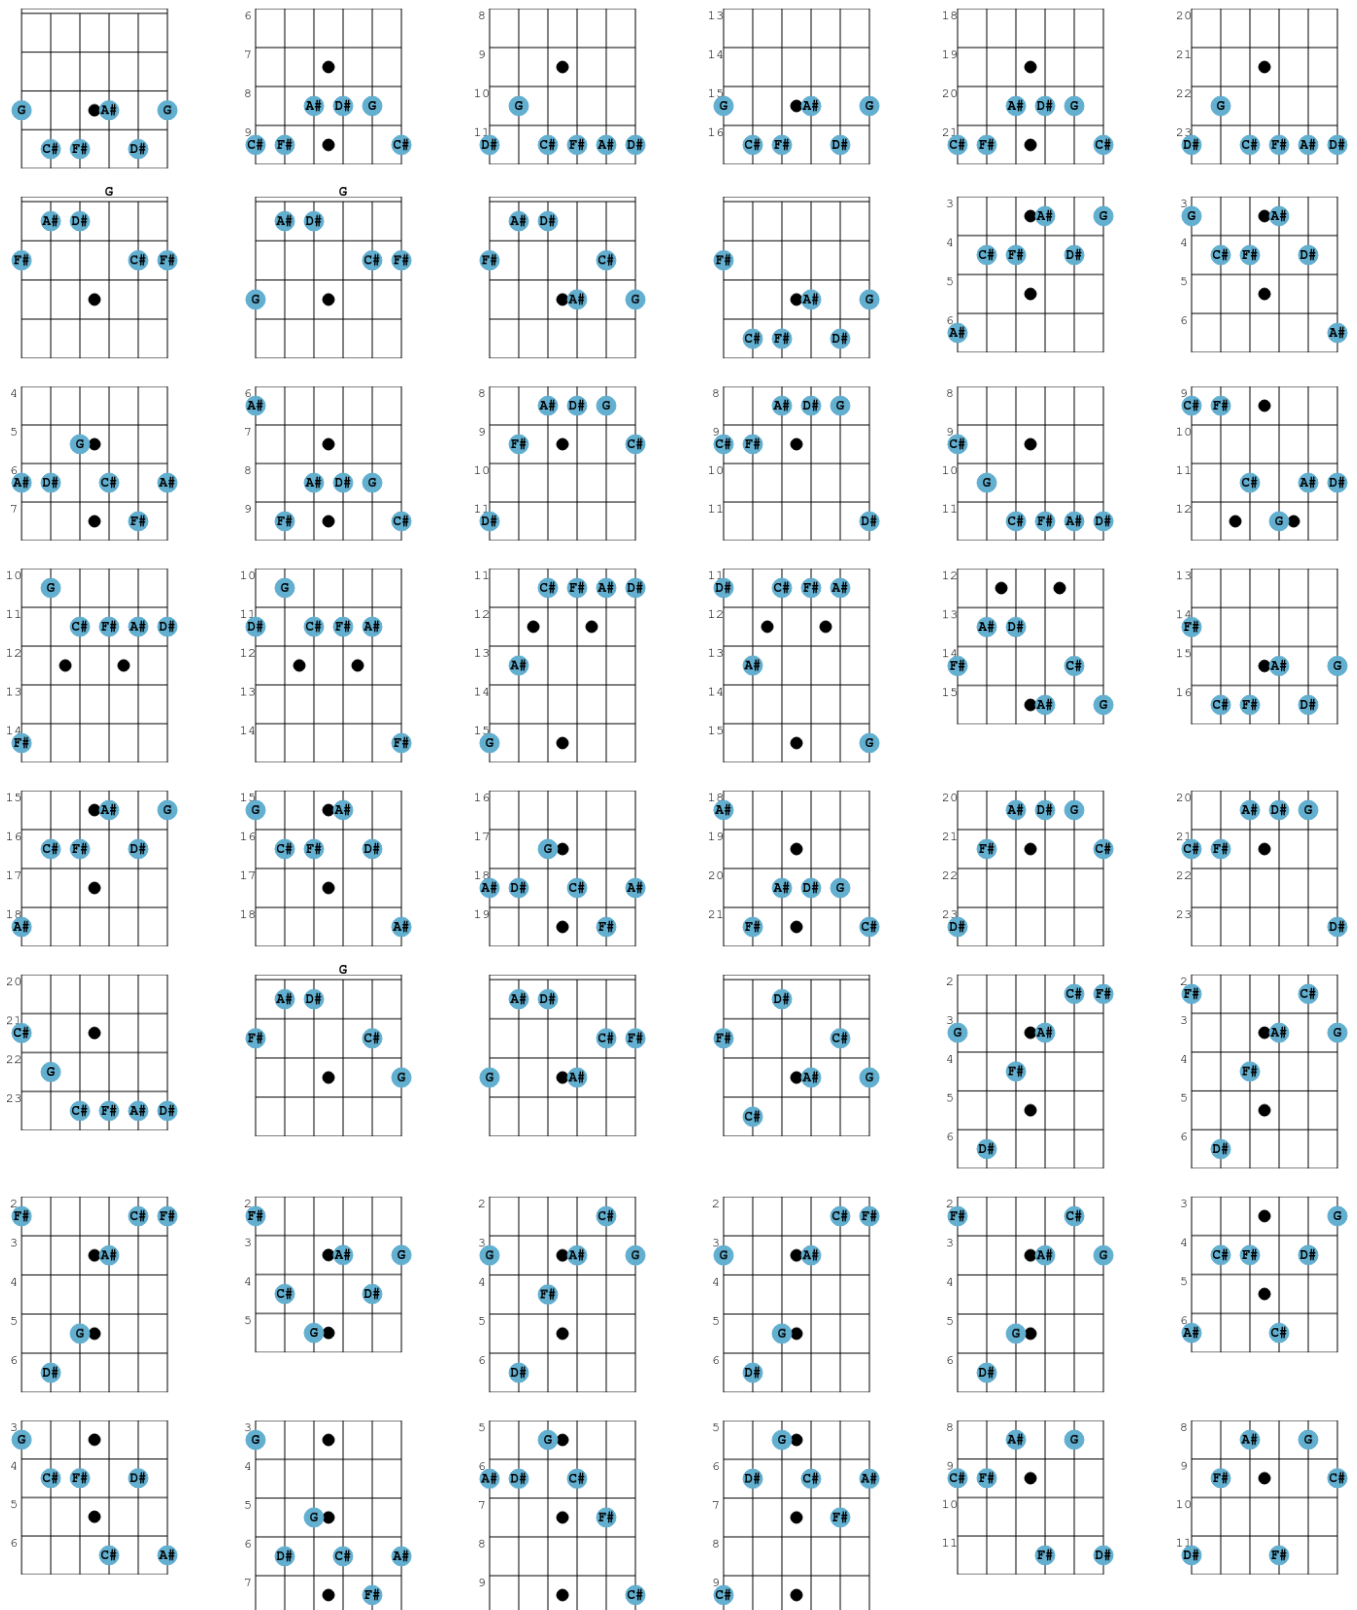 G A# G
C# F# D#
6
7
8 A# D# G
9 C# F# C#
8
9
10 G
11 D# C# F# A# D#
13
14
15 G A# G
16 C# F# D#
18
19
20 A# D# G
21 C# F# C#
20
21
22 G
23 D# C# F# A# D#
G
A# D#
F# C# F#
G
A# D#
C# F#
G
A# D#
F# C#
A# G
F#
A# G
C# F# D#
3 A# G
4 C# F# D#
5
6 A#
3 G A#
4 C# F# D#
5
6 A#
4
5 G
6 A# D# C# A#
7 F#
6 A#
7
8 A# D# G
9 F# C#
8 A# D# G
9 F# C#
10
11 D#
8 A# D# G
9 C# F#
10
11 D#
8
9 C#
10 G
11 C# F# A# D#
9 C# F#
10
11 C# A# D#
12 G
10 G
11 C# F# A# D#
12
13
14 F#
10 G
11 D# C# F# A#
12
13
14 F#
11 C# F# A# D#
12
13 A#
14
15 G
11 D# C# F# A#
12
13 A#
14
15 G
12
13 A# D#
14 F# C#
15 A# G
13
14 F#
15 A# G
16 C# F# D#
15 A# G
16 C# F# D#
17
18 A#
15 G A#
16 C# F# D#
17
18 A#
16
17 G
18 A# D# C# A#
19 F#
18 A#
19
20 A# D# G
21 F# C#
20 A# D# G
21 F# C#
22
23 D#
20 A# D# G
21 C# F#
22
23 D#
20
21 C#
22 G
23 C# F# A# D#
G
A# D#
F# C#
G
A# D#
C# F#
G A#
D#
F# C#
A# G
C#
2 C# F#
3 G A#
4 F#
5
6 D#
2 F# C#
3 A# G
4 F#
5
6 D#
2 F# C# F#
3 A#
4
5 G
6 D#
2 F#
3 A# G
4 C# D#
5 G
2 C#
3 G A# G
4 F#
5
6 D#
2 C# F#
3 G A#
4
5 G
6 D#
2 F# C#
3 A# G
4
5 G
6 D#
3 G
4 C# F# D#
5
6 A# C#
3 G
4 C# F# D#
5
6 C# A#
3 G
4
5 G
6 D# C# A#
7 F#
5 G
6 A# D# C#
7 F#
8
9 C#
5 G
6 D# C# A#
7 F#
8
9 C#
8 A# G
9 C# F#
10
11 F# D#
8 A# G
9 F# C#
10
11 D# F#